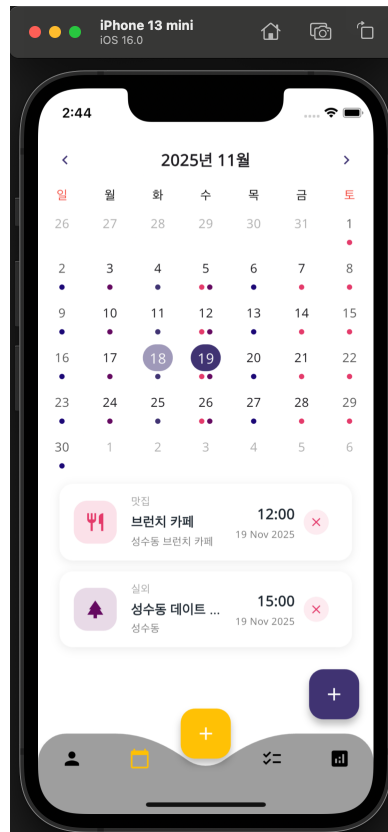 iPhone 13 mini
iOS 16.0
2:44
2025년 11월
일 월 화 수 목 금 토
26 27 28 29 30 31 1
2 3 4 5 6 7 8
9 10 11 12 13 14 15
16 17 18 19 20 21 22
23 24 25 26 27 28 29
30 1 2 3 4 5 6
맛집
브런치 카페 12:00
성수동 브런치 카페 19 Nov 2025
실외
성수동 데이트 ... 15:00
성수동 19 Nov 2025